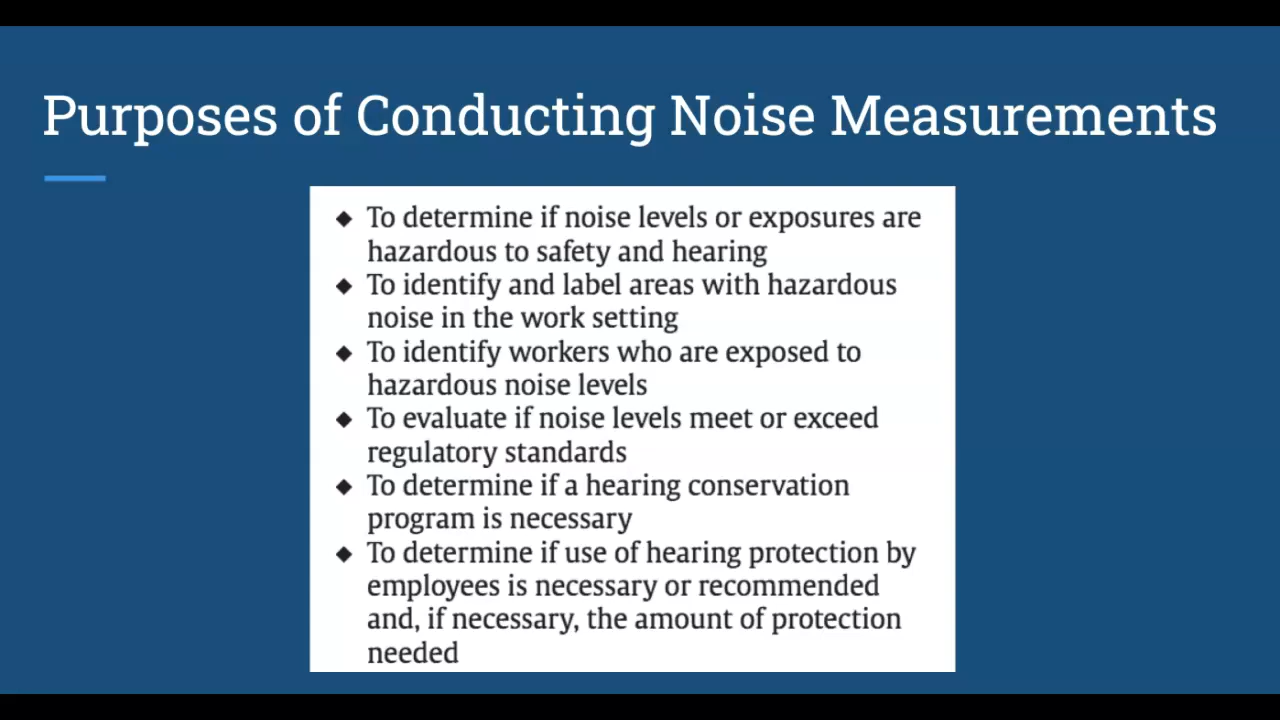 Purposes of Conducting Noise Measurements
◆ To determine if noise levels or exposures are
hazardous to safety and hearing
◆ To identify and label areas with hazardous
noise in the work setting
◆ To identify workers who are exposed to
hazardous noise levels
◆ To evaluate if noise levels meet or exceed
regulatory standards
◆ To determine if a hearing conservation
program is necessary
◆ To determine if use of hearing protection by
employees is necessary or recommended
and, if necessary, the amount of protection
needed